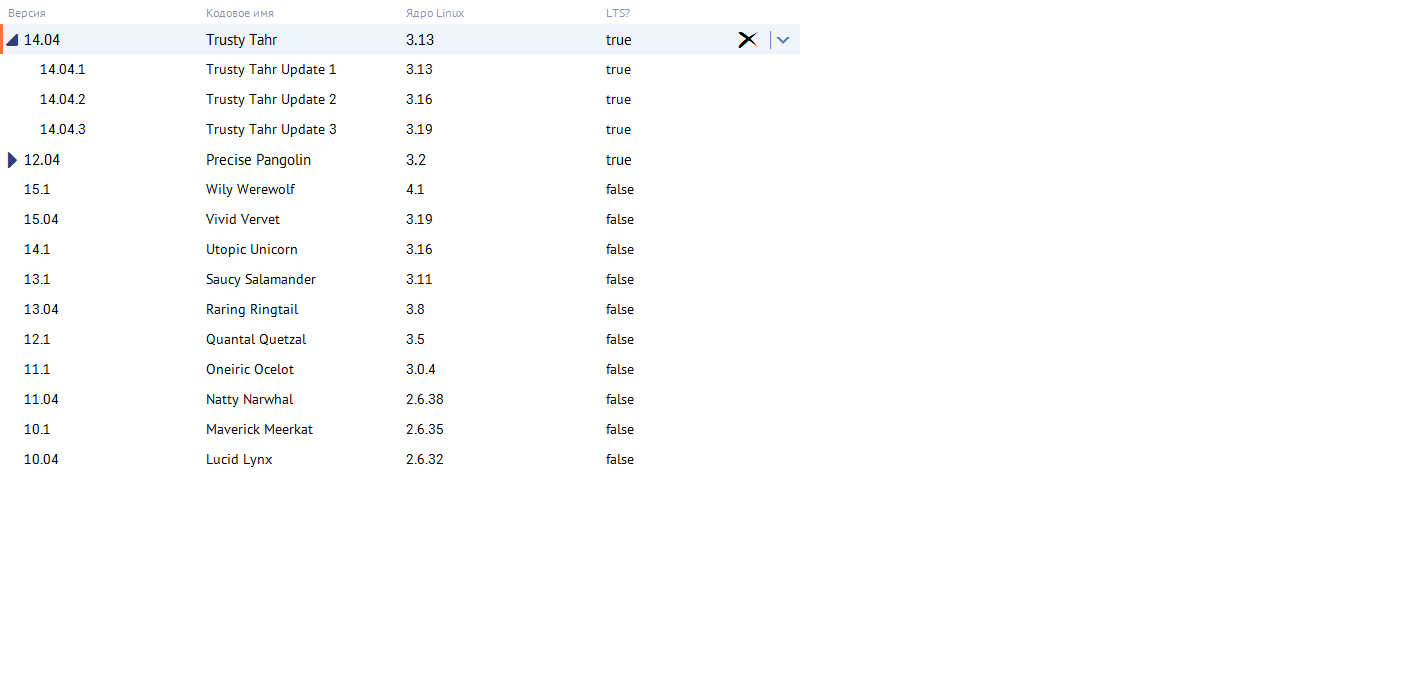 Версия Кодовое имя Ядро Linux LTS?
14.04 Trusty Tahr 3.13 true
14.04.1 Trusty Tahr Update 1 3.13 true
14.04.2 Trusty Tahr Update 2 3.16 true
14.04.3 Trusty Tahr Update 3 3.19 true
12.04 Precise Pangolin 3.2 true
15.1 Wily Werewolf 4.1 false
15.04 Vivid Vervet 3.19 false
14.1 Utopic Unicorn 3.16 false
13.1 Saucy Salamander 3.11 false
13.04 Raring Ringtail 3.8 false
12.1 Quantal Quetzal 3.5 false
11.1 Oneiric Ocelot 3.0.4 false
11.04 Natty Narwhal 2.6.38 false
10.1 Maverick Meerkat 2.6.35 false
10.04 Lucid Lynx 2.6.32 false